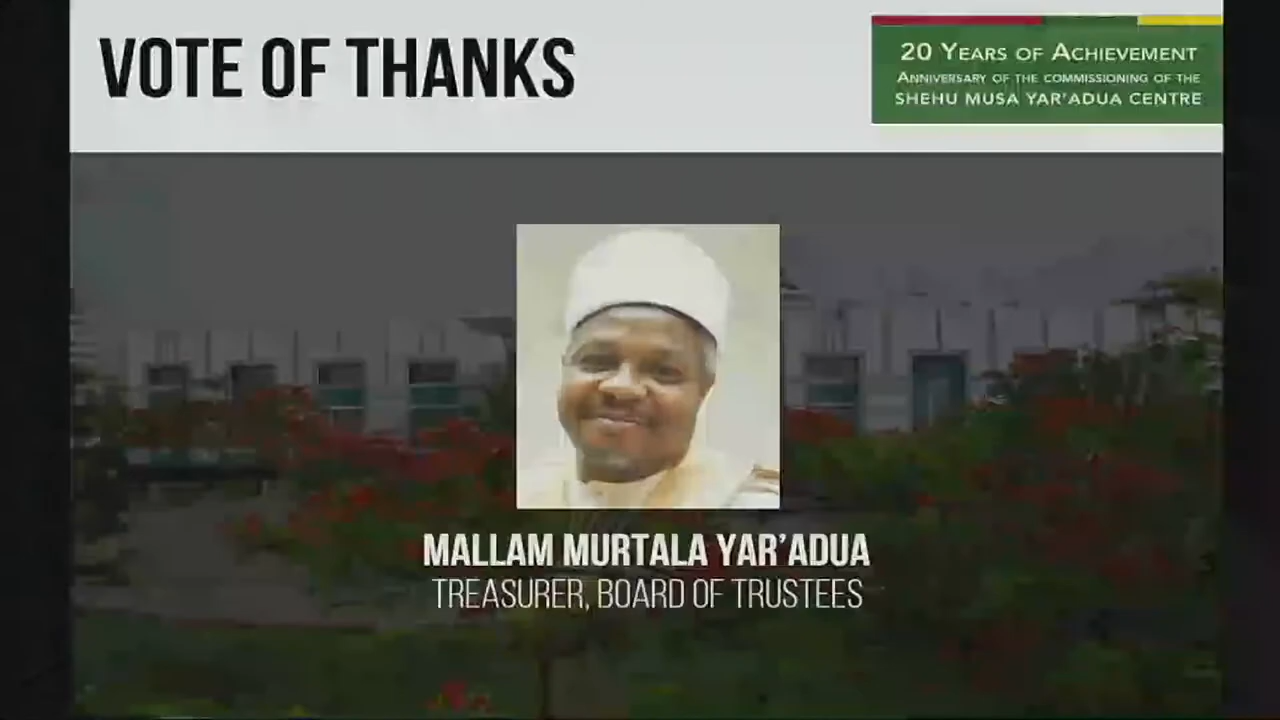 VOTE OF THANKS
20 YEARS OF ACHIEVEMENT
ANNIVERSARY OF THE COMMISSIONING OF THE
SHEHU MUSA YAR'ADUA CENTRE
MALLAM MURTALA YAR'ADUA
TREASURER, BOARD OF TRUSTEES